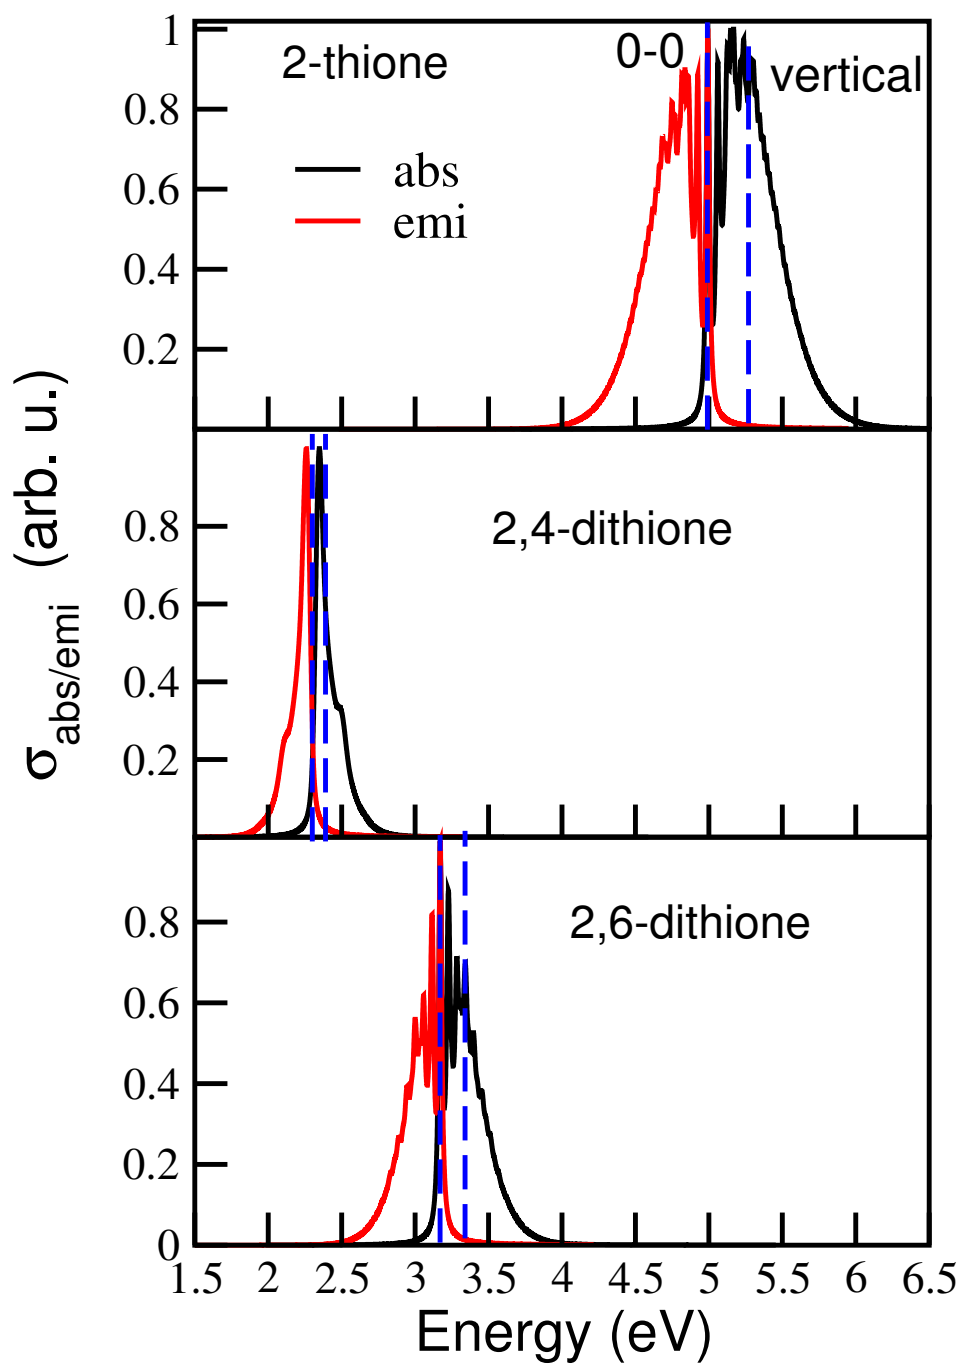 1
2-thione
0-0
vertical
0.8
abs
0.6
emi
0.4
0.2
σabs/emi (arb. u.)
2,4-dithione
0.8
0.6
0.4
0.2
2,6-dithione
0.8
0.6
0.4
0.2
0
1.5 2 2.5 3 3.5 4 4.5 5 5.5 6 6.5
Energy (eV)